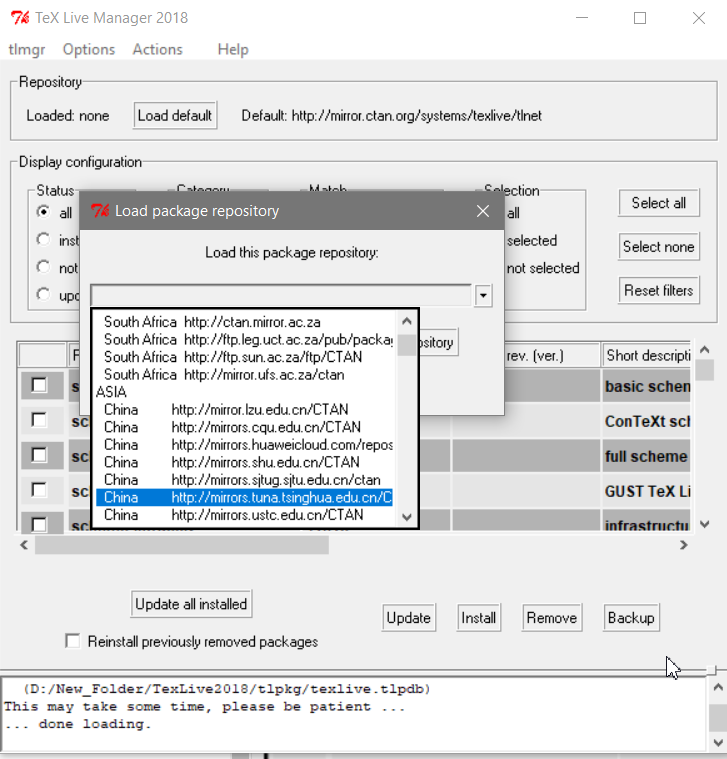 TeX Live Manager 2018
tlmgr Options Actions Help
Repository
Loaded: none Load default Default: http://mirror.ctan.org/systems/texlive/tlnet
Display configuration
Status Category Match Selection
all all
Select all
Load package repository
selected
Select none
not not selected
Reset filters
Load this package repository:
rev. (ver.) Short descripti
South Africa http://ctan.mirror.ac.za
South Africa http://ftp.leg.uct.ac.za/pub/packag
South Africa http://ftp.sun.ac.za/ftp/CTAN
South Africa http://mirror.ufs.ac.za/ctan
ASIA
China http://mirror.lzu.edu.cn/CTAN
China http://mirrors.cqu.edu.cn/CTAN
China http://mirrors.huaweicloud.com/repos
China http://mirrors.shu.edu.cn/CTAN
China http://mirrors.sjtug.sjtu.edu.cn/ctan
China http://mirrors.tuna.tsinghua.edu.cn/C
China http://mirrors.ustc.edu.cn/CTAN
basic schem
ConTeXt sch
full scheme
GUST TeX Li
infrastructu
Update all installed
Reinstall previously removed packages
Update Install Remove Backup
(D:/New_Folder/TexLive2018/tlpkg/texlive.tlpdb)
This may take some time, please be patient ...
... done loading.